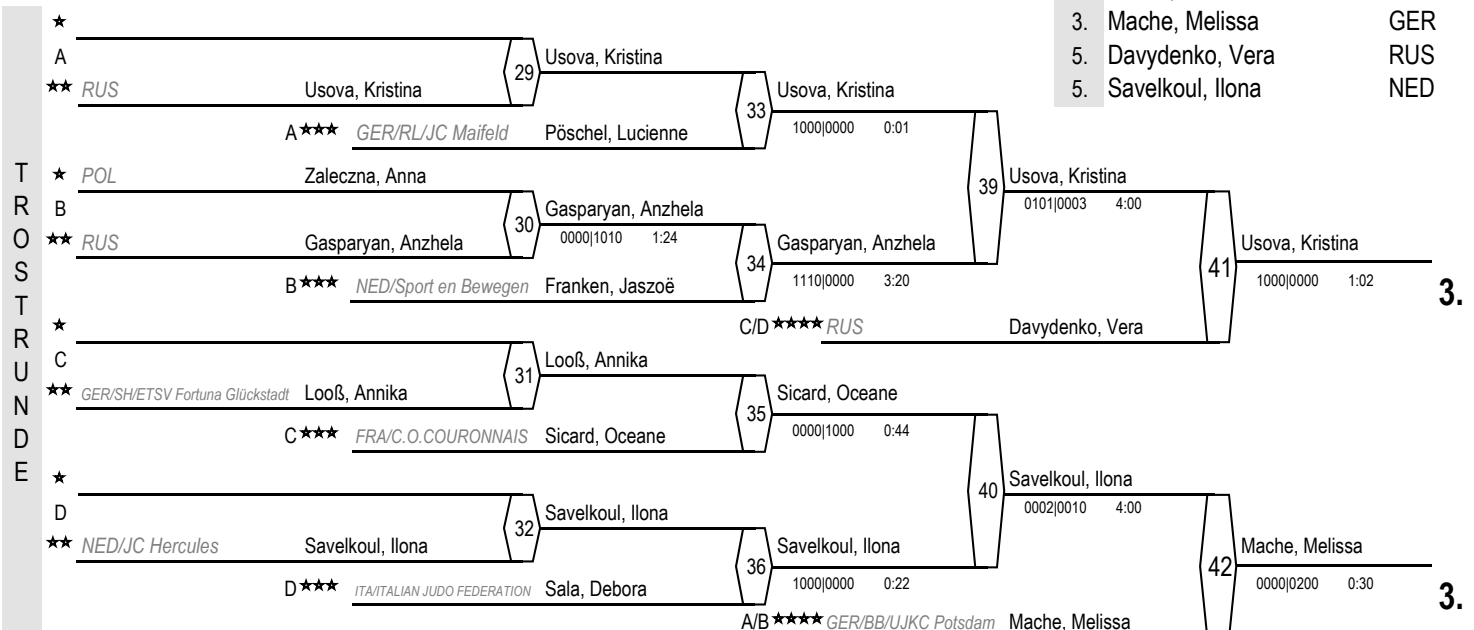 3. Mache, Melissa GER
5. Davydenko, Vera RUS
5. Savelkoul, Ilona NED
TROSTRUNDE
★
A
★★ RUS Usova, Kristina
29 Usova, Kristina
A ★★★ GER/RL/JC Maifeld Pöschel, Lucienne
33 Usova, Kristina
1000|0000 0:01
★ POL Zaleczna, Anna
B
★★ RUS Gasparyan, Anzhela
30 Gasparyan, Anzhela
0000|1010 1:24
B ★★★ NED/Sport en Bewegen Franken, Jaszoë
34 Gasparyan, Anzhela
1110|0000 3:20
39 Usova, Kristina
0101|0003 4:00
C/D ★★★★ RUS Davydenko, Vera
41 Usova, Kristina
1000|0000 1:02
3.
★
C
★★ GER/SH/ETSV Fortuna Glückstadt Looß, Annika
31 Looß, Annika
C ★★★ FRA/C.O.COURONNAIS Sicard, Oceane
35 Sicard, Oceane
0000|1000 0:44
★
D
★★ NED/JC Hercules Savelkoul, Ilona
32 Savelkoul, Ilona
D ★★★ ITA/ITALIAN JUDO FEDERATION Sala, Debora
36 Savelkoul, Ilona
1000|0000 0:22
40 Savelkoul, Ilona
0002|0010 4:00
A/B ★★★★ GER/BB/UJKC Potsdam Mache, Melissa
42 Mache, Melissa
0000|0200 0:30
3.